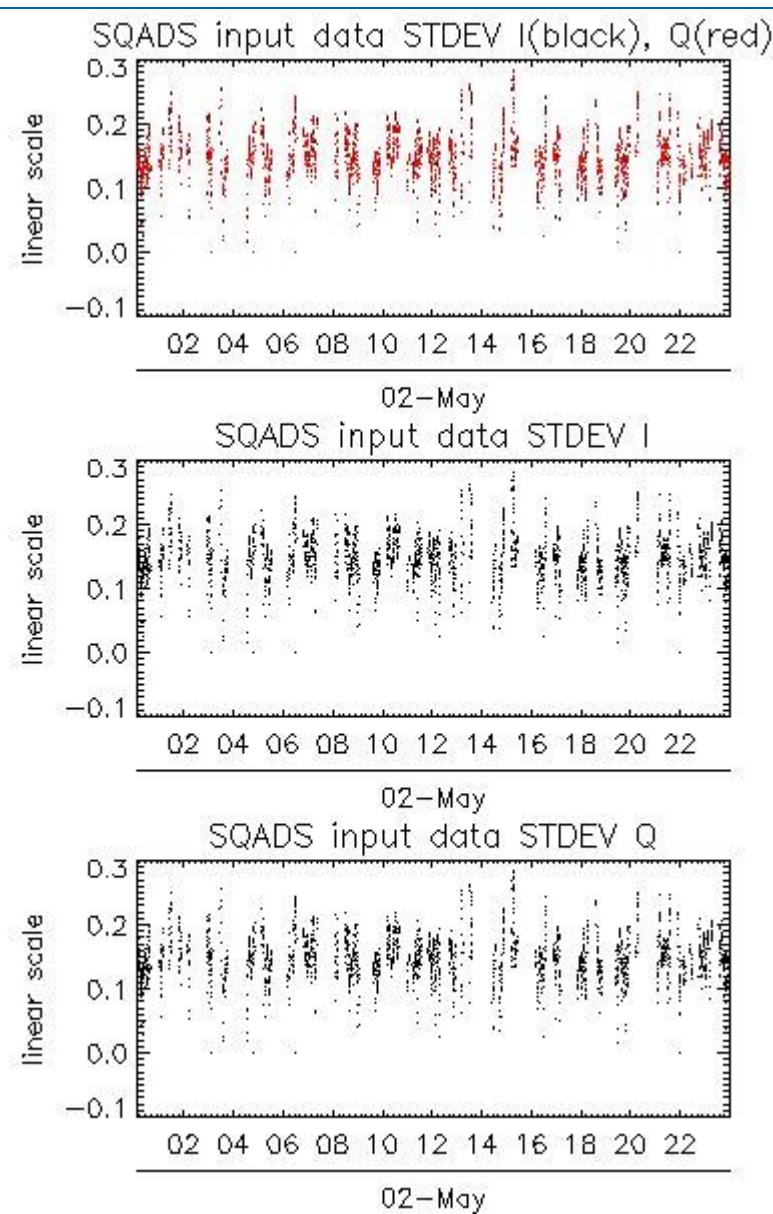 SQADS input data STDEV I(black), Q(red)
0.3
0.2
0.1
0.0
-0.1
linear scale
02 04 06 08 10 12 14 16 18 20 22
02-May
SQADS input data STDEV I
0.3
0.2
0.1
0.0
-0.1
linear scale
02 04 06 08 10 12 14 16 18 20 22
02-May
SQADS input data STDEV Q
0.3
0.2
0.1
0.0
-0.1
linear scale
02 04 06 08 10 12 14 16 18 20 22
02-May